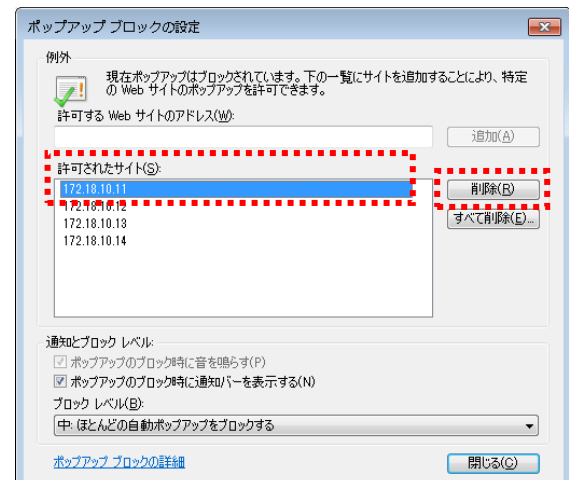 ポップアップ ブロックの設定
例外
現在ポップアップはブロックされています。下の一覧にサイトを追加することにより、特定
の Web サイトのポップアップを許可できます。
許可する Web サイトのアドレス(W):
追加(A)
許可されたサイト(S):
172.18.10.11
削除(R)
172.18.10.12
すべて削除(E)...
172.18.10.13
172.18.10.14
通知とブロック レベル:
ポップアップのブロック時に音を鳴らす(P)
ポップアップのブロック時に通知バーを表示する(N)
ブロック レベル(B):
中: ほとんどの自動ポップアップをブロックする
ポップアップ ブロックの詳細
閉じる(C)